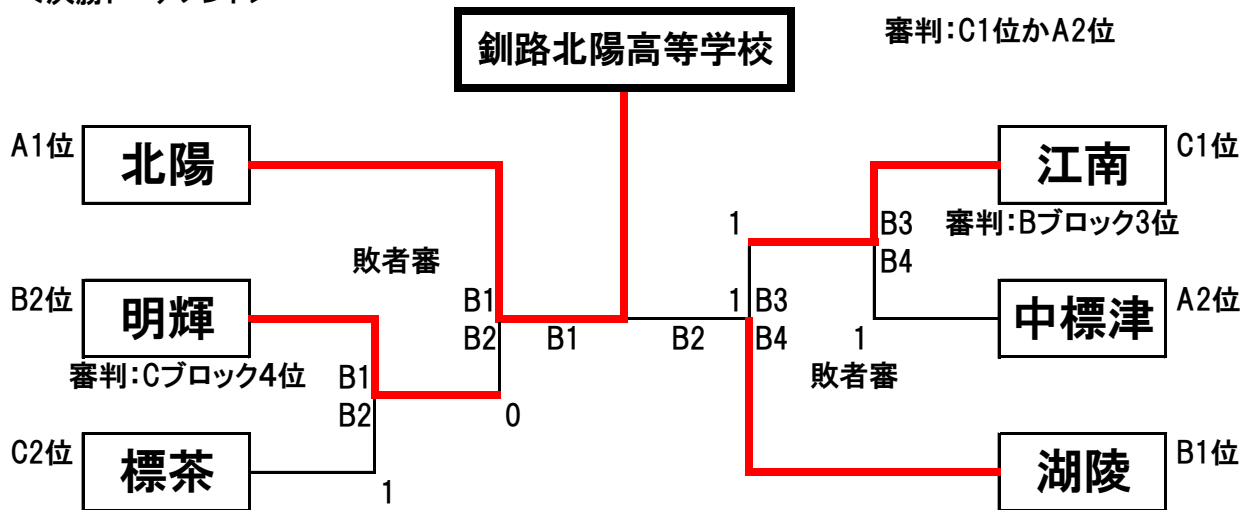 釧路北陽高等学校
審判:C1位かA2位
A1位
北陽
江南
C1位
1
B3
審判:Bブロック3位
敗者審
B4
B2位
明輝
B1
1
B3
中標津
A2位
B2
B1
B2
B4
1
審判:Cブロック4位
B1
敗者審
B2
0
C2位
標茶
湖陵
B1位
1